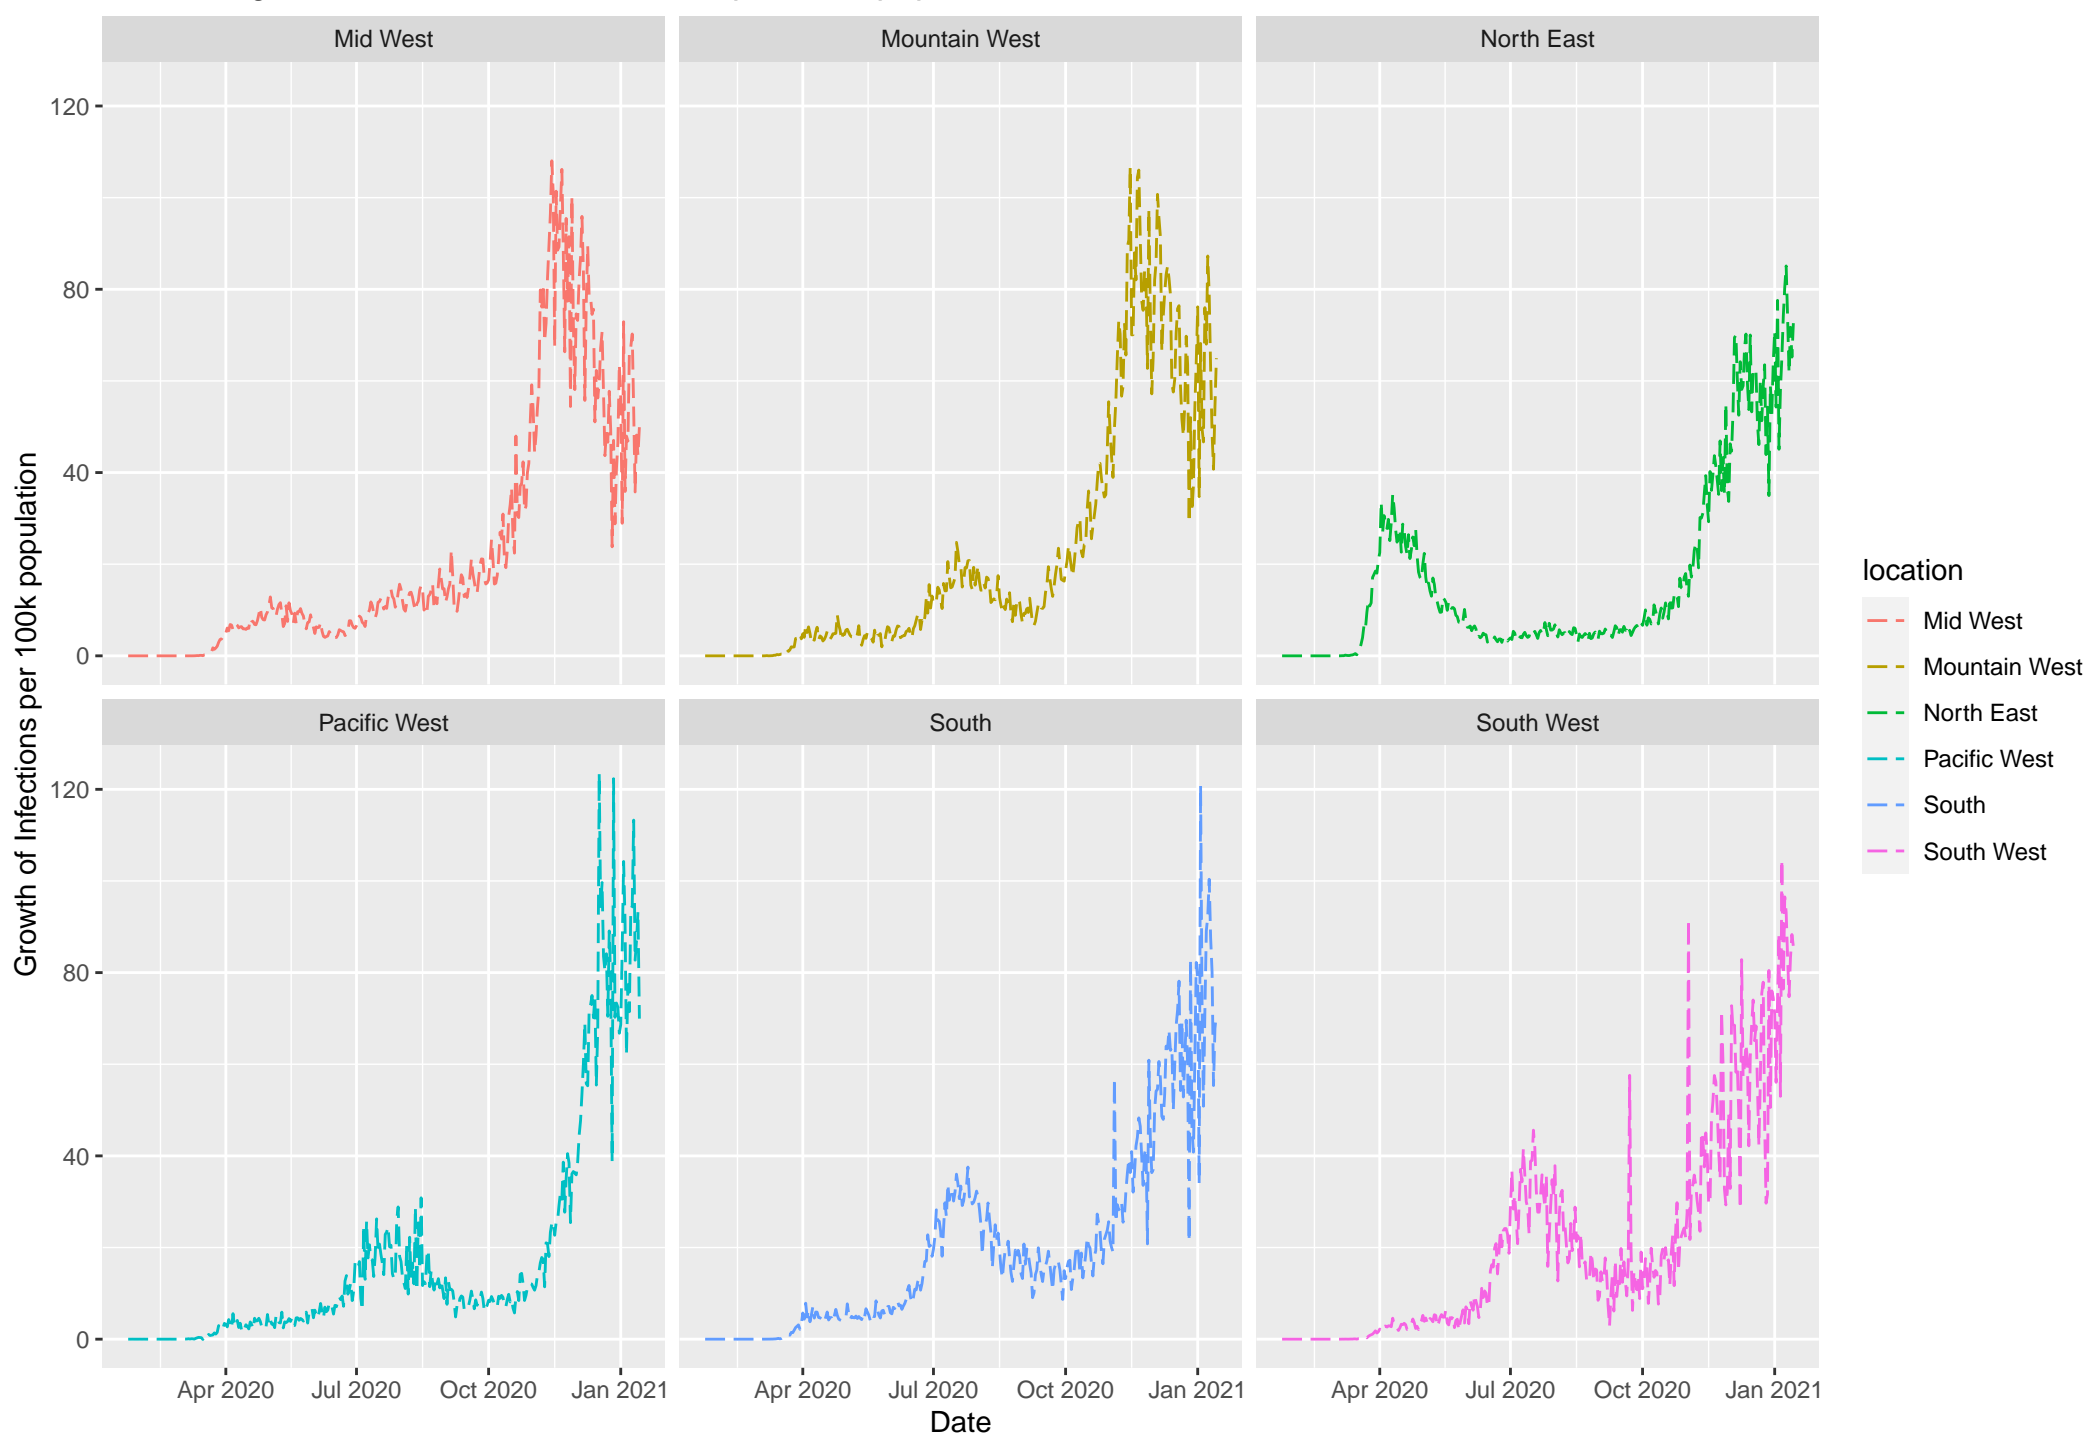 Mid West
Mountain West
North East
120
80
40
0
Growth of Infections per 100k population
Pacific West
South
South West
120
80
40
0
Apr 2020 Jul 2020 Oct 2020 Jan 2021
Apr 2020 Jul 2020 Oct 2020 Jan 2021
Apr 2020 Jul 2020 Oct 2020 Jan 2021
Date
location
Mid West
Mountain West
North East
Pacific West
South
South West